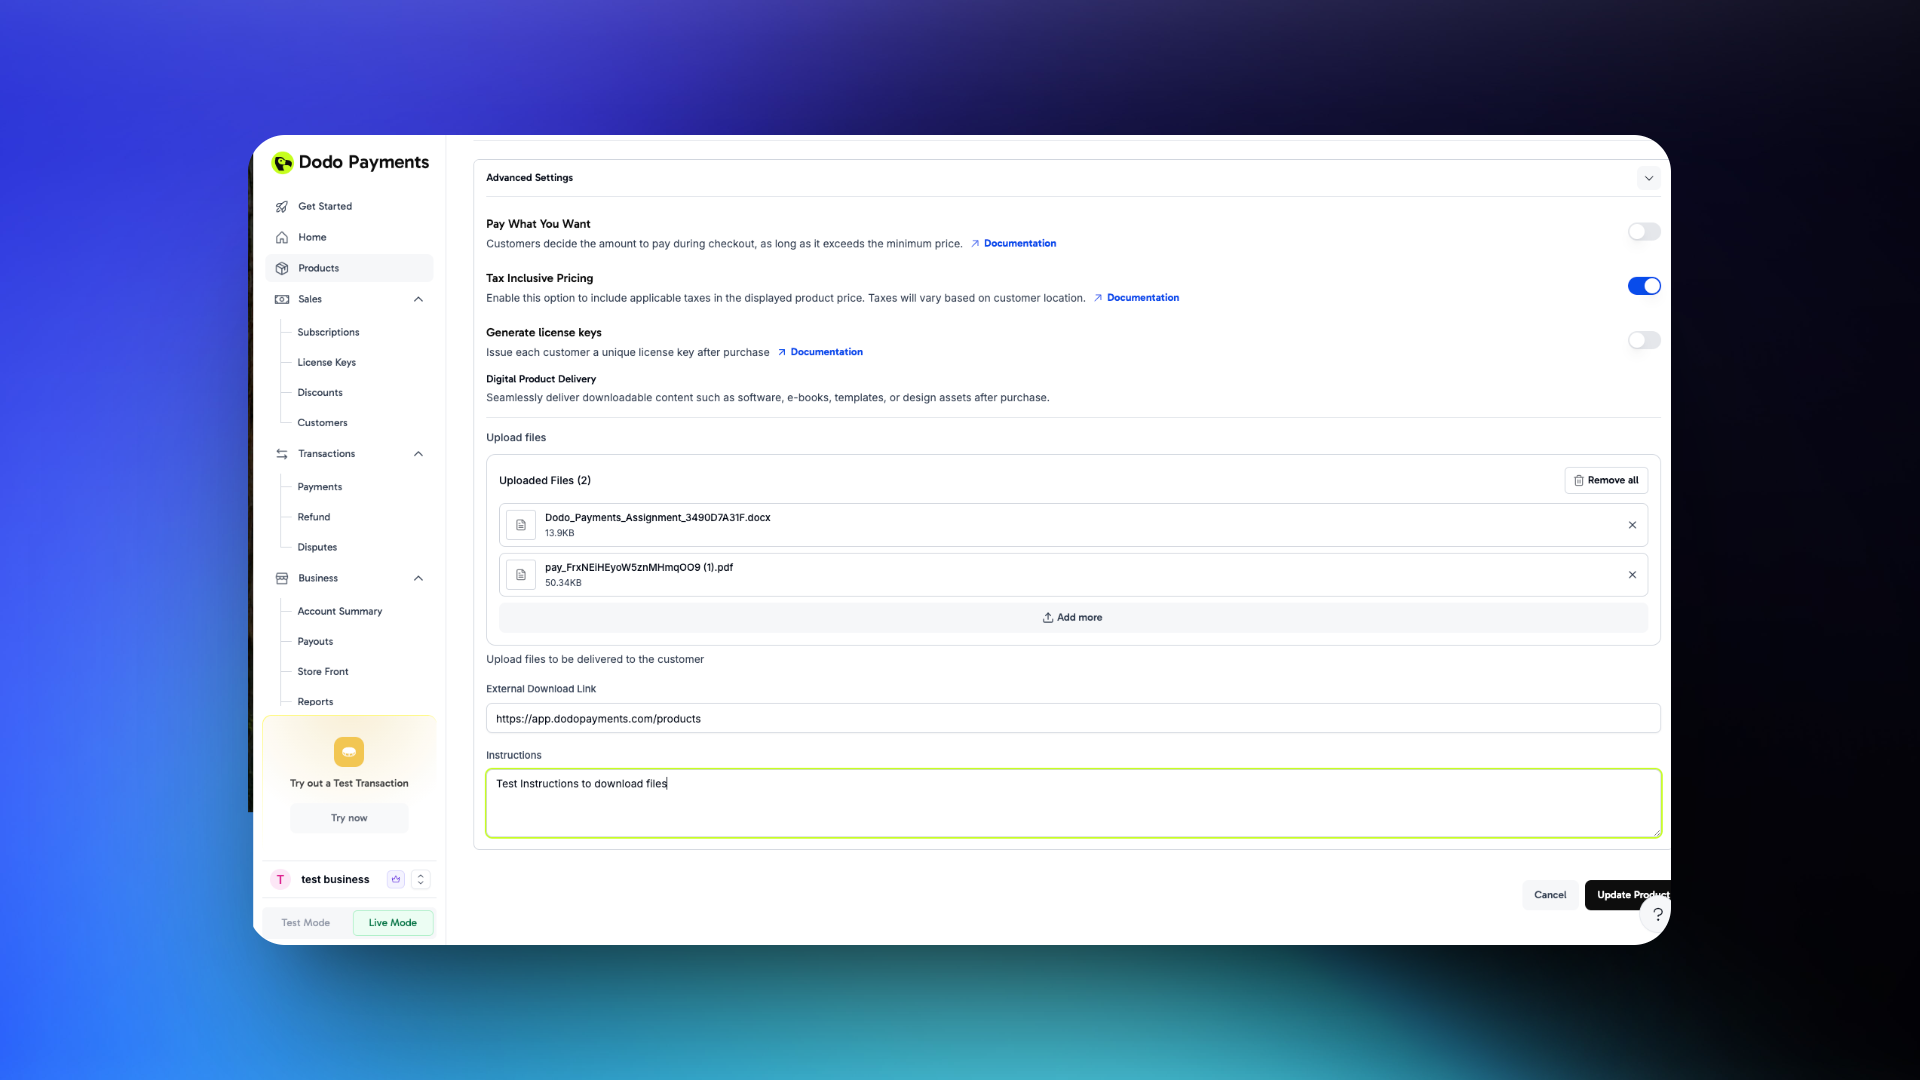 Dodo Payments
Get Started
Home
Products
Sales
Subscriptions
License Keys
Discounts
Customers
Transactions
Payments
Refund
Disputes
Business
Account Summary
Payouts
Store Front
Reports
Try out a Test Transaction
Try now
T test business
Test Mode Live Mode
Advanced Settings
Pay What You Want
Customers decide the amount to pay during checkout, as long as it exceeds the minimum price. Documentation
Tax Inclusive Pricing
Enable this option to include applicable taxes in the displayed product price. Taxes will vary based on customer location. Documentation
Generate license keys
Issue each customer a unique license key after purchase Documentation
Digital Product Delivery
Seamlessly deliver downloadable content such as software, e-books, templates, or design assets after purchase.
Upload files
Uploaded Files (2) Remove all
Dodo_Payments_Assignment_3490D7A31F.docx
13.9KB
pay_FrxNEiHEyoW5znMHmqOO9 (1).pdf
50.34KB
Add more
Upload files to be delivered to the customer
External Download Link
https://app.dodopayments.com/products
Instructions
Test Instructions to download files
Cancel Update Product
?